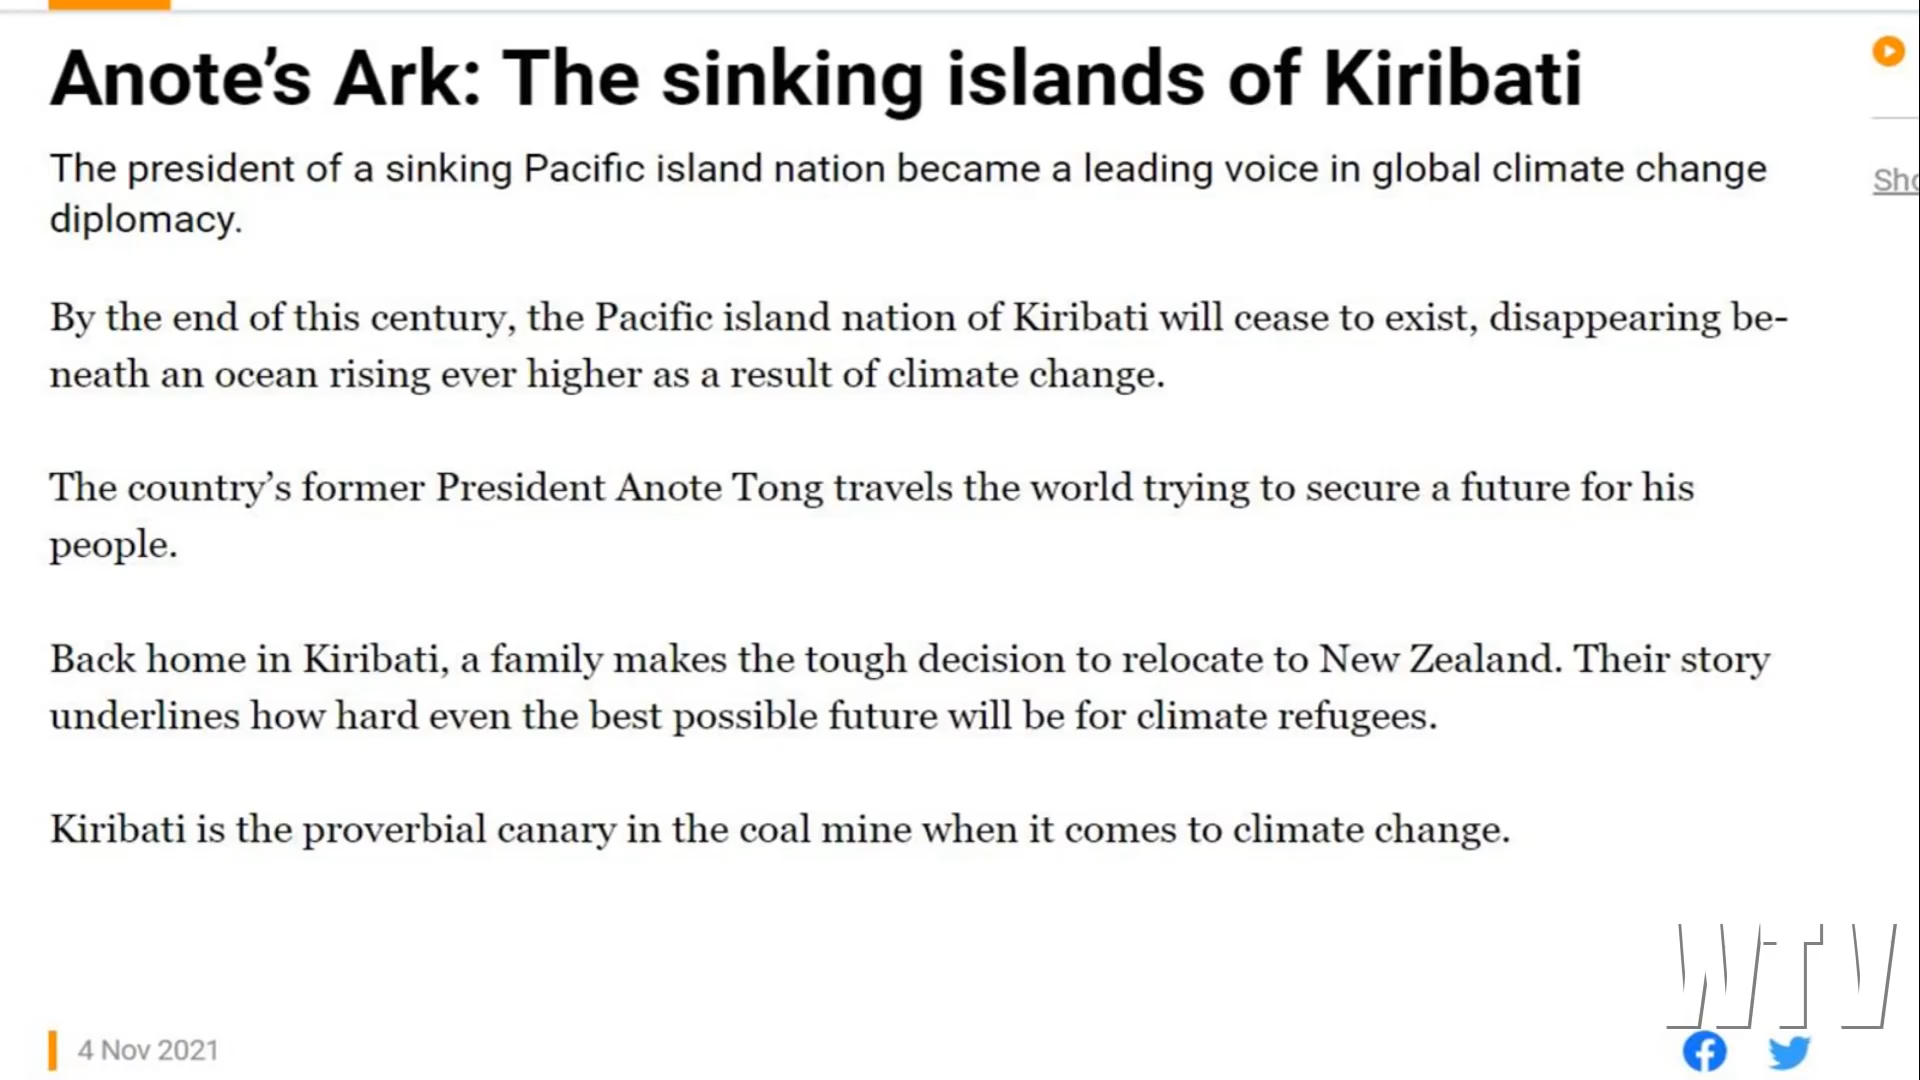 Anote’s Ark: The sinking islands of Kiribati
The president of a sinking Pacific island nation became a leading voice in global climate change
diplomacy.
By the end of this century, the Pacific island nation of Kiribati will cease to exist, disappearing be-
neath an ocean rising ever higher as a result of climate change.
The country’s former President Anote Tong travels the world trying to secure a future for his
people.
Back home in Kiribati, a family makes the tough decision to relocate to New Zealand. Their story
underlines how hard even the best possible future will be for climate refugees.
Kiribati is the proverbial canary in the coal mine when it comes to climate change.
WTV
4 Nov 2021